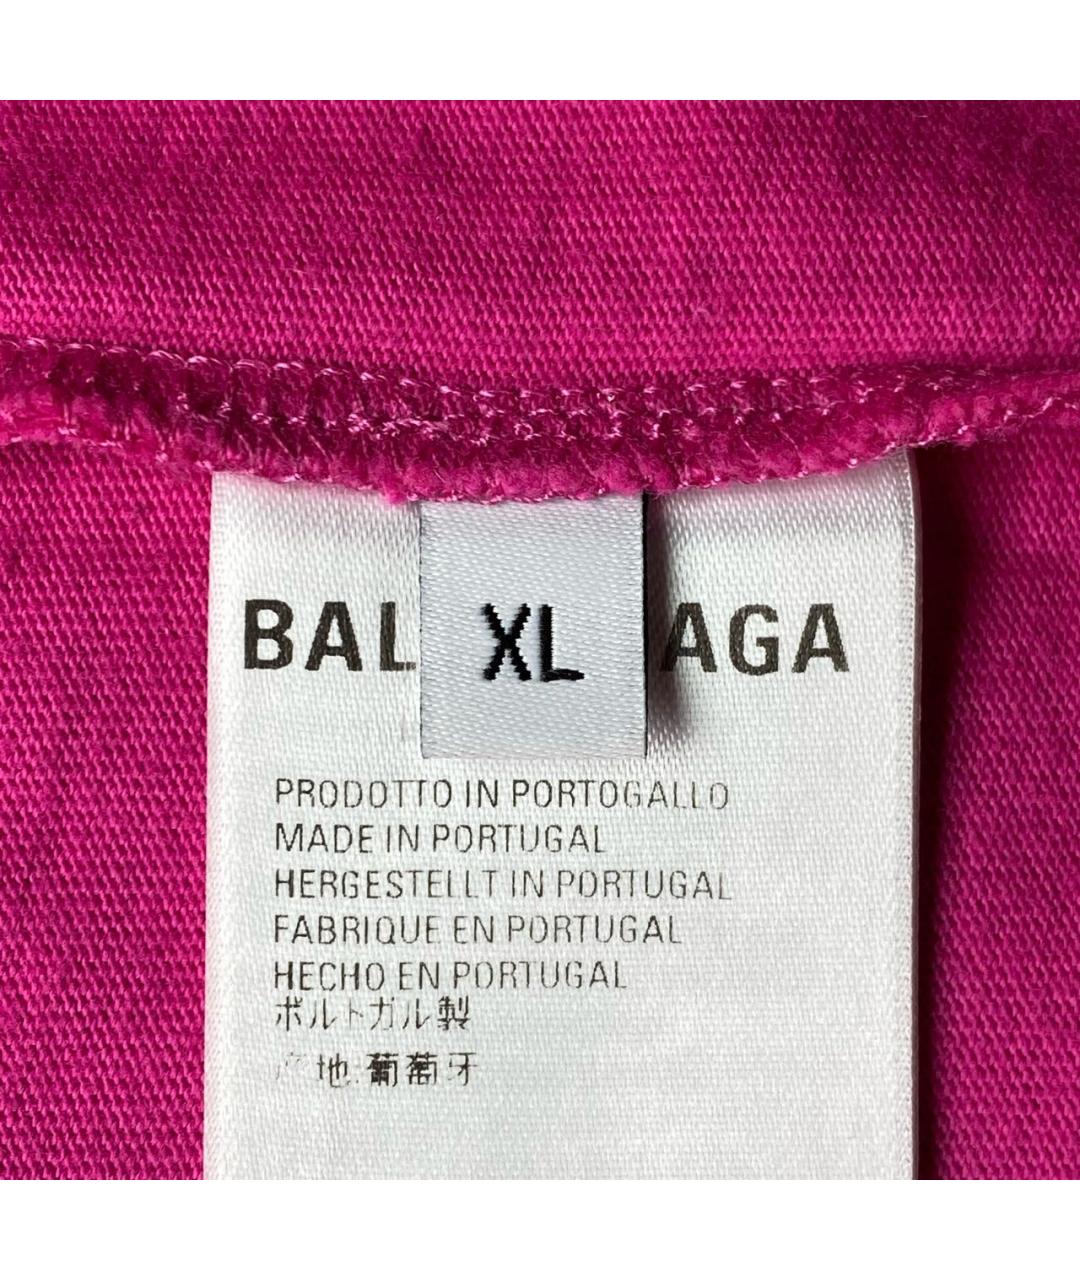 BAL XL AGA
PRODOTTO IN PORTOGALLO
MADE IN PORTUGAL
HERGESTELLT IN PORTUGAL
FABRIQUE EN PORTUGAL
HECHO EN PORTUGAL
ポルトガル製
产地:葡萄牙